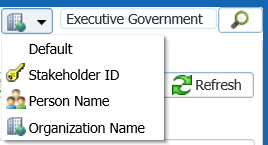 Executive Government
Default
Stakeholder ID
Refresh
Person Name
Organization Name